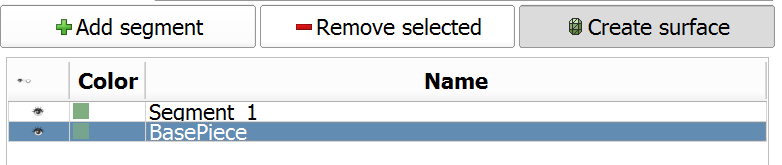 Add segment Remove selected Create surface
Color Name
Segment_1
BasePiece